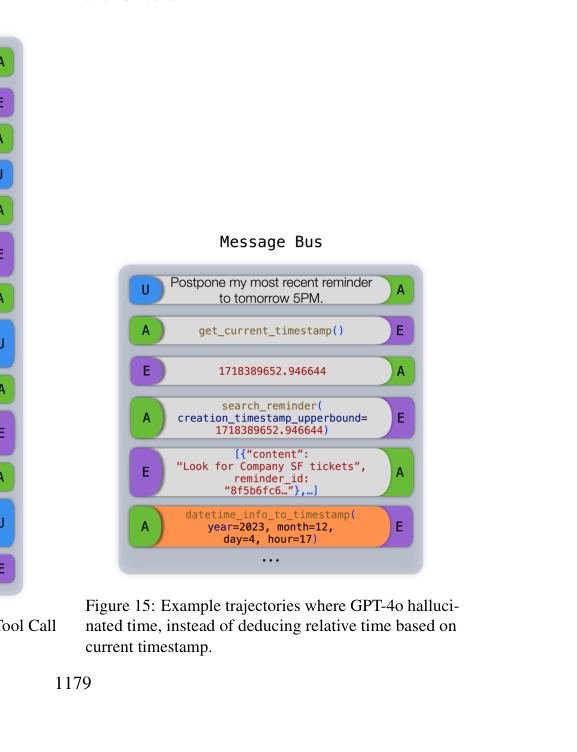 A
E
A
U
A
E
A
U
A
E
A
U
E
Message Bus
U Postpone my most recent reminder A
to tomorrow 5PM.
A get_current_timestamp() E
E 1718389652.946644 A
search_reminder(
A creation_timestamp_upperbound= E
1718389652.946644)
[{“content”:
E "Look for Company SF tickets”, A
reminder_id:
“8f5b6fc6…”},…]
datetime_info_to_timestamp(
A year=2023, month=12, E
day=4, hour=17)
...
Tool Call
Figure 15: Example trajectories where GPT-4o halluci-
nated time, instead of deducing relative time based on
current timestamp.
1179